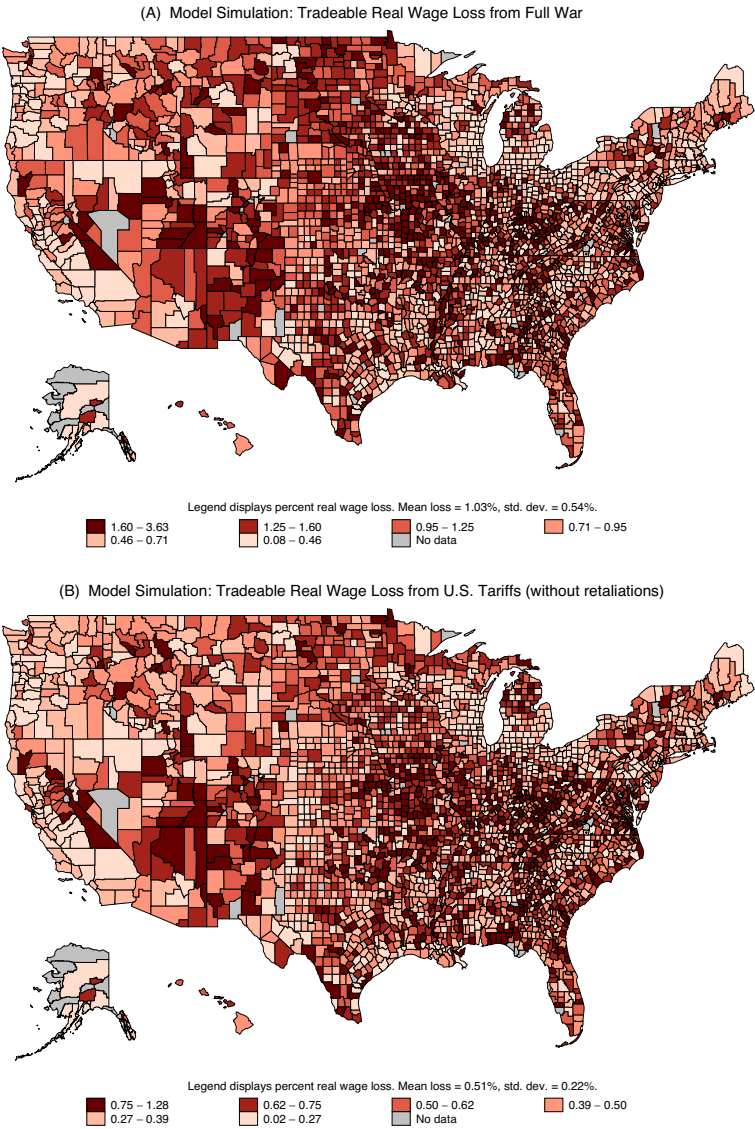 (A) Model Simulation: Tradeable Real Wage Loss from Full War
Legend displays percent real wage loss. Mean loss = 1.03%, std. dev. = 0.54%.
1.60 − 3.63 1.25 − 1.60 0.95 − 1.25 0.71 − 0.95
0.46 − 0.71 0.08 − 0.46 No data
(B) Model Simulation: Tradeable Real Wage Loss from U.S. Tariffs (without retaliations)
Legend displays percent real wage loss. Mean loss = 0.51%, std. dev. = 0.22%.
0.75 − 1.28 0.62 − 0.75 0.50 − 0.62 0.39 − 0.50
0.27 − 0.39 0.02 − 0.27 No data